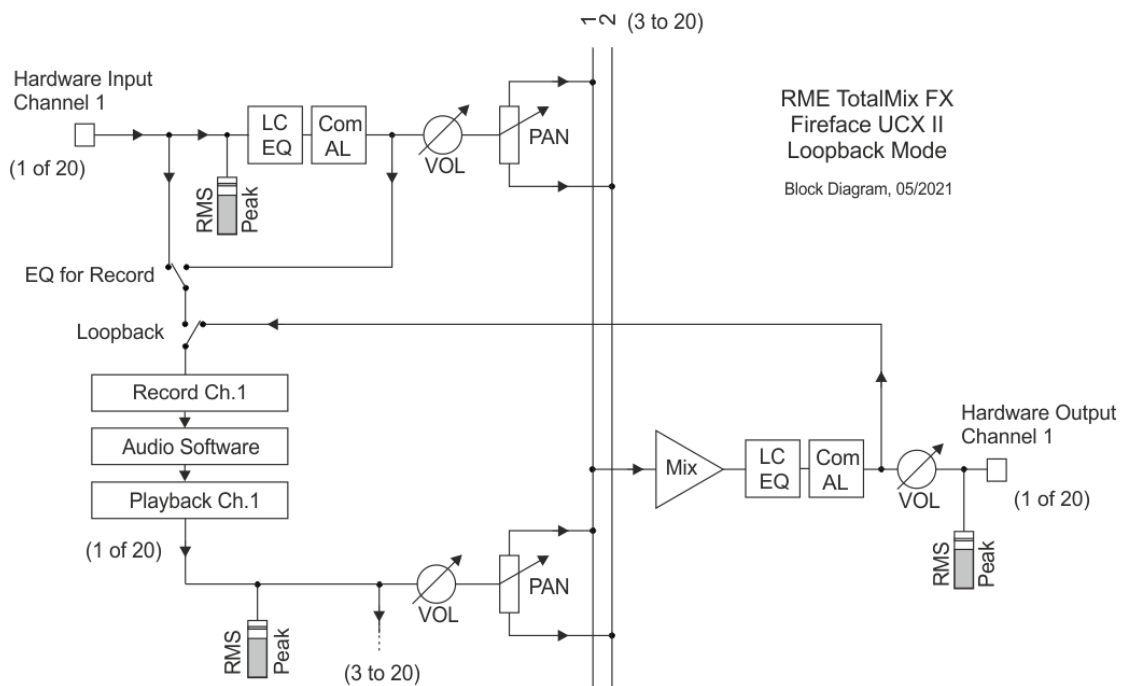 1
2
(3 to 20)
Hardware Input
Channel 1
(1 of 20)
LC
EQ
Com
AL
VOL
PAN
RMS
Peak
RME TotalMix FX
Fireface UCX II
Loopback Mode
Block Diagram, 05/2021
EQ for Record
Loopback
Record Ch.1
Audio Software
Playback Ch.1
(1 of 20)
Mix
LC
EQ
Com
AL
VOL
Hardware Output
Channel 1
(1 of 20)
RMS
Peak
VOL
PAN
RMS
Peak
(3 to 20)